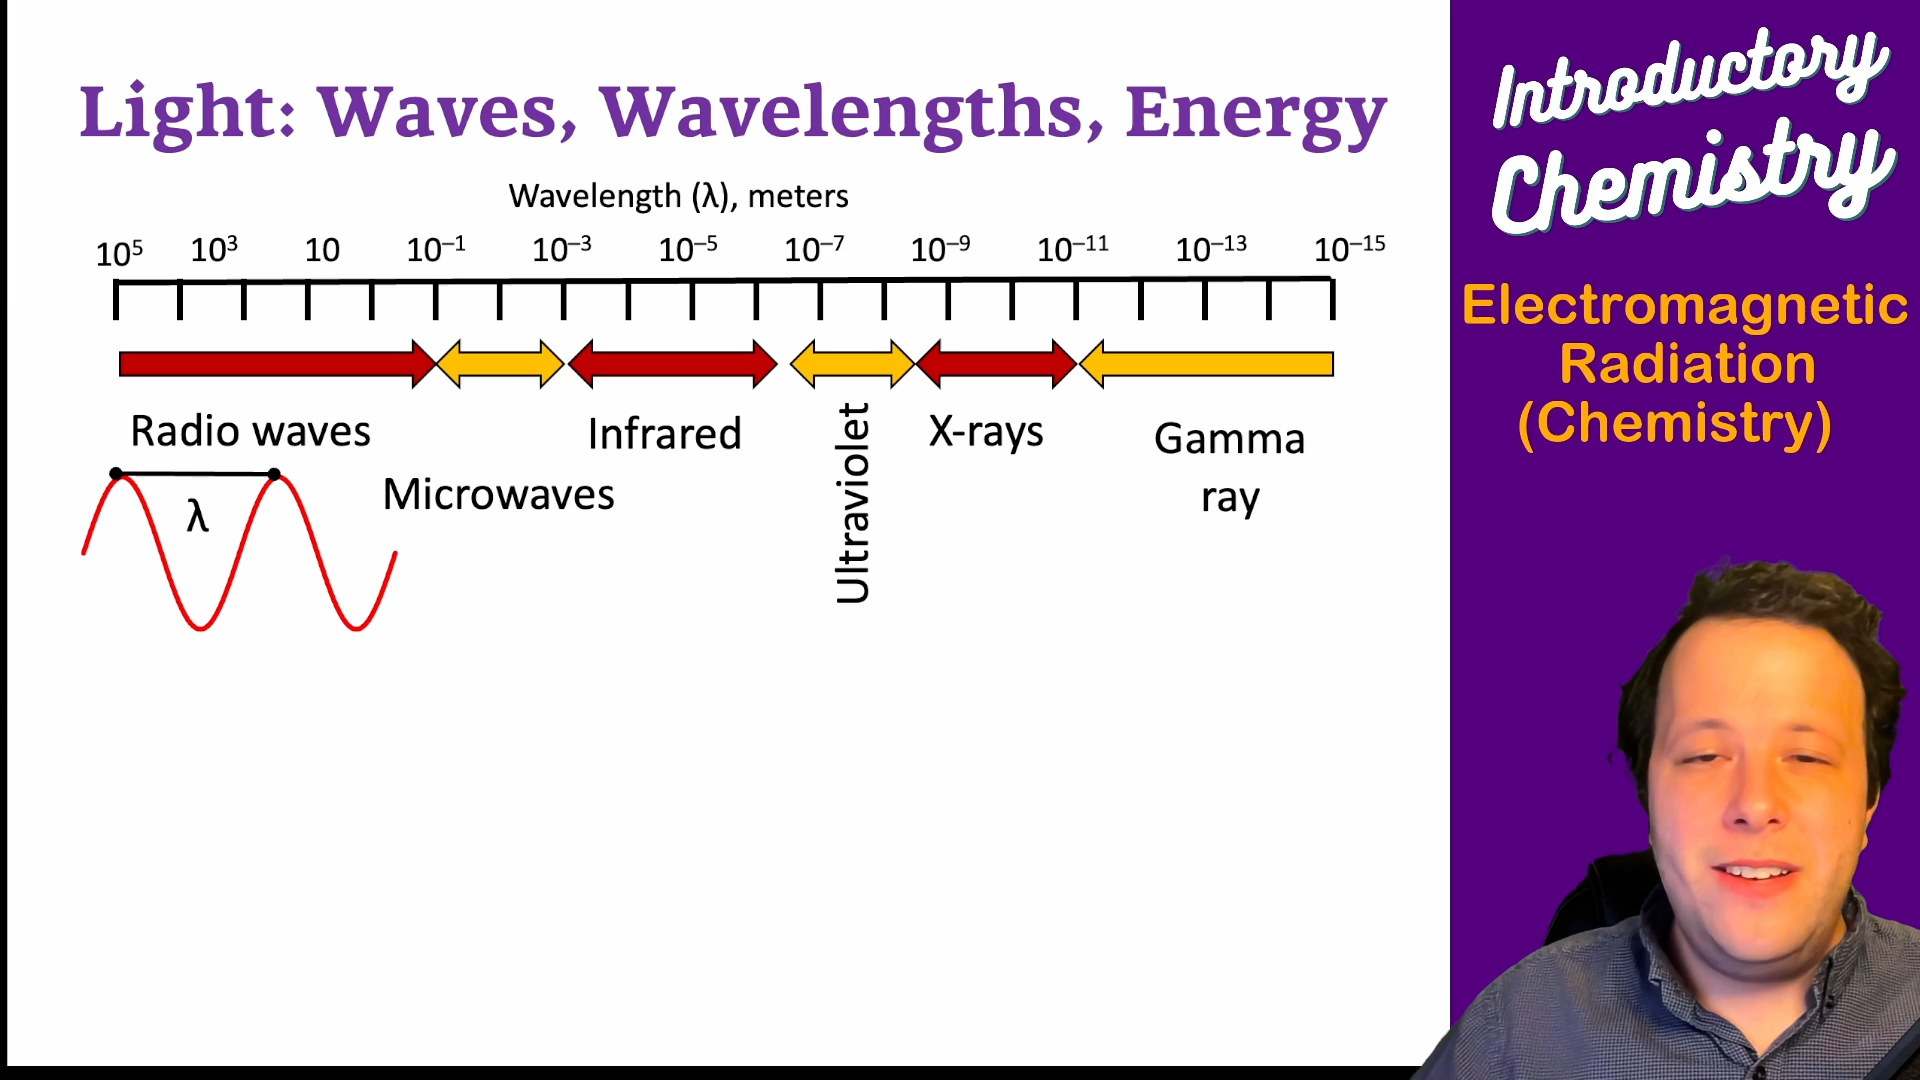 Light: Waves, Wavelengths, Energy
Wavelength (λ), meters
10⁵ 10³ 10 10⁻¹ 10⁻³ 10⁻⁵ 10⁻⁷ 10⁻⁹ 10⁻¹¹ 10⁻¹³ 10⁻¹⁵
Radio waves
Microwaves
Infrared
Ultraviolet
X-rays
Gamma
ray
λ
Introductory
Chemistry
Electromagnetic
Radiation
(Chemistry)